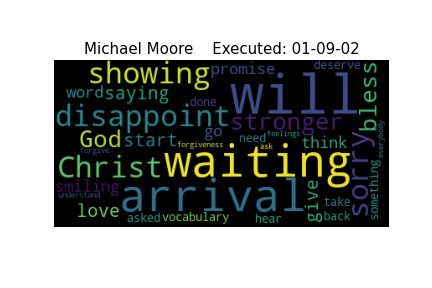 Michael Moore    Executed: 01-09-02
showing promise will deserve
word saying done
disappoint stronger bless
God start go need feelings
Christ forgiveness ask think everybody
forgive waiting sorry
smiling arrival give something
understand take
love asked vocabulary hear back